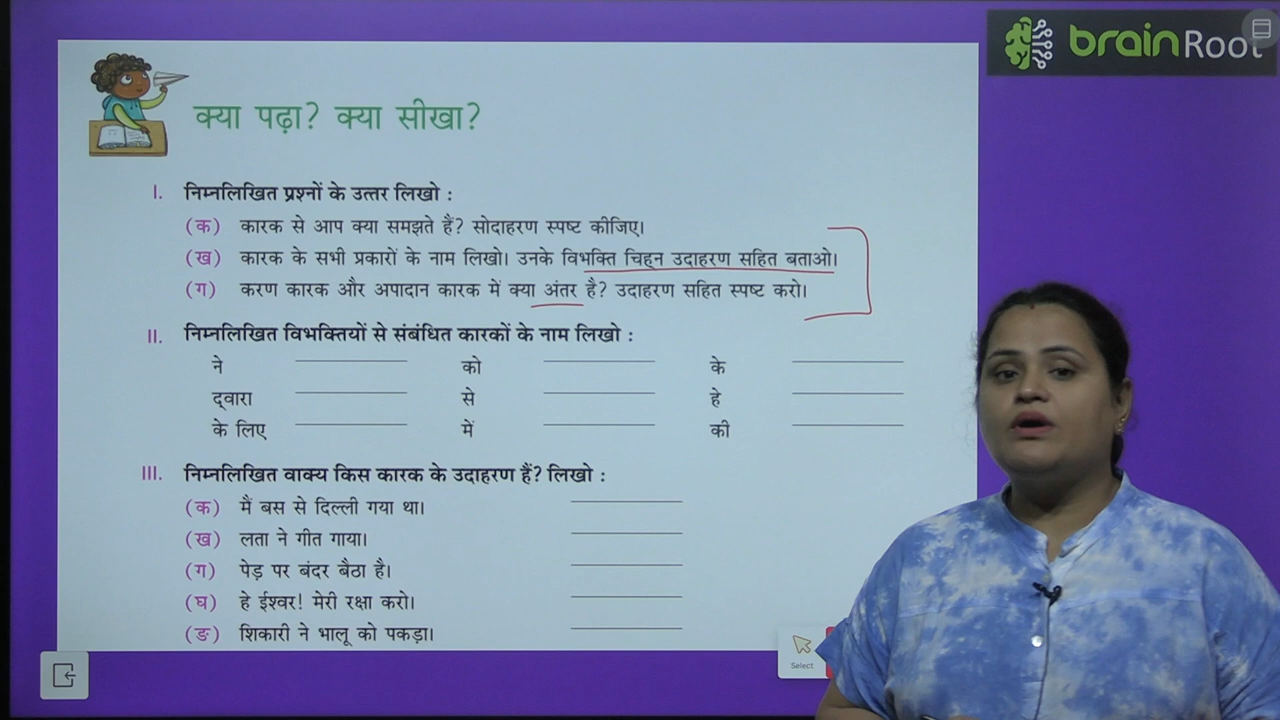 brainRoot
क्या पढ़ा? क्या सीखा?
I. निम्नलिखित प्रश्नों के उत्तर लिखो :
(क) कारक से आप क्या समझते हैं? सोदाहरण स्पष्ट कीजिए।
(ख) कारक के सभी प्रकारों के नाम लिखो। उनके विभक्ति चिह्न उदाहरण सहित बताओ।
(ग) करण कारक और अपादान कारक में क्या अंतर है? उदाहरण सहित स्पष्ट करो।
II. निम्नलिखित विभक्तियों से संबंधित कारकों के नाम लिखो :
ने को के
द्वारा से हे
के लिए में की
III. निम्नलिखित वाक्य किस कारक के उदाहरण हैं? लिखो :
(क) मैं बस से दिल्ली गया था।
(ख) लता ने गीत गाया।
(ग) पेड़ पर बंदर बैठा है।
(घ) हे ईश्वर! मेरी रक्षा करो।
(ङ) शिकारी ने भालू को पकड़ा।
Select